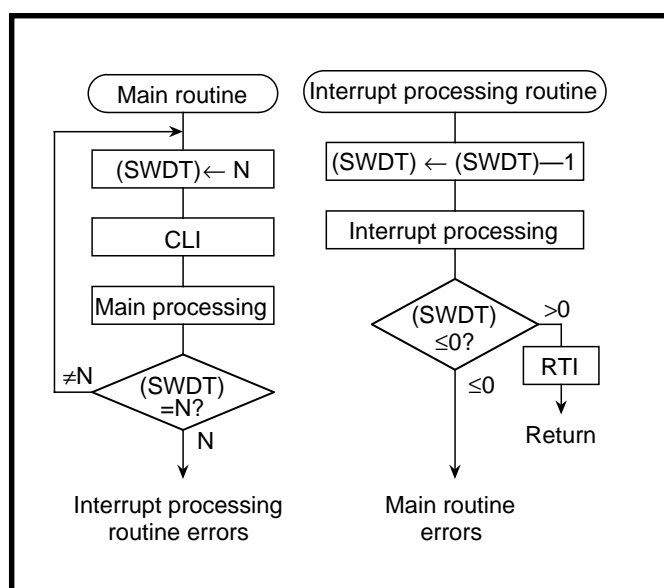 Main routine
(SWDT)← N
CLI
Main processing
≠N
(SWDT)
=N?
N
Interrupt processing
routine errors
Interrupt processing routine
(SWDT) ← (SWDT)—1
Interrupt processing
(SWDT)
≤0?
>0
RTI
≤0
Return
Main routine
errors